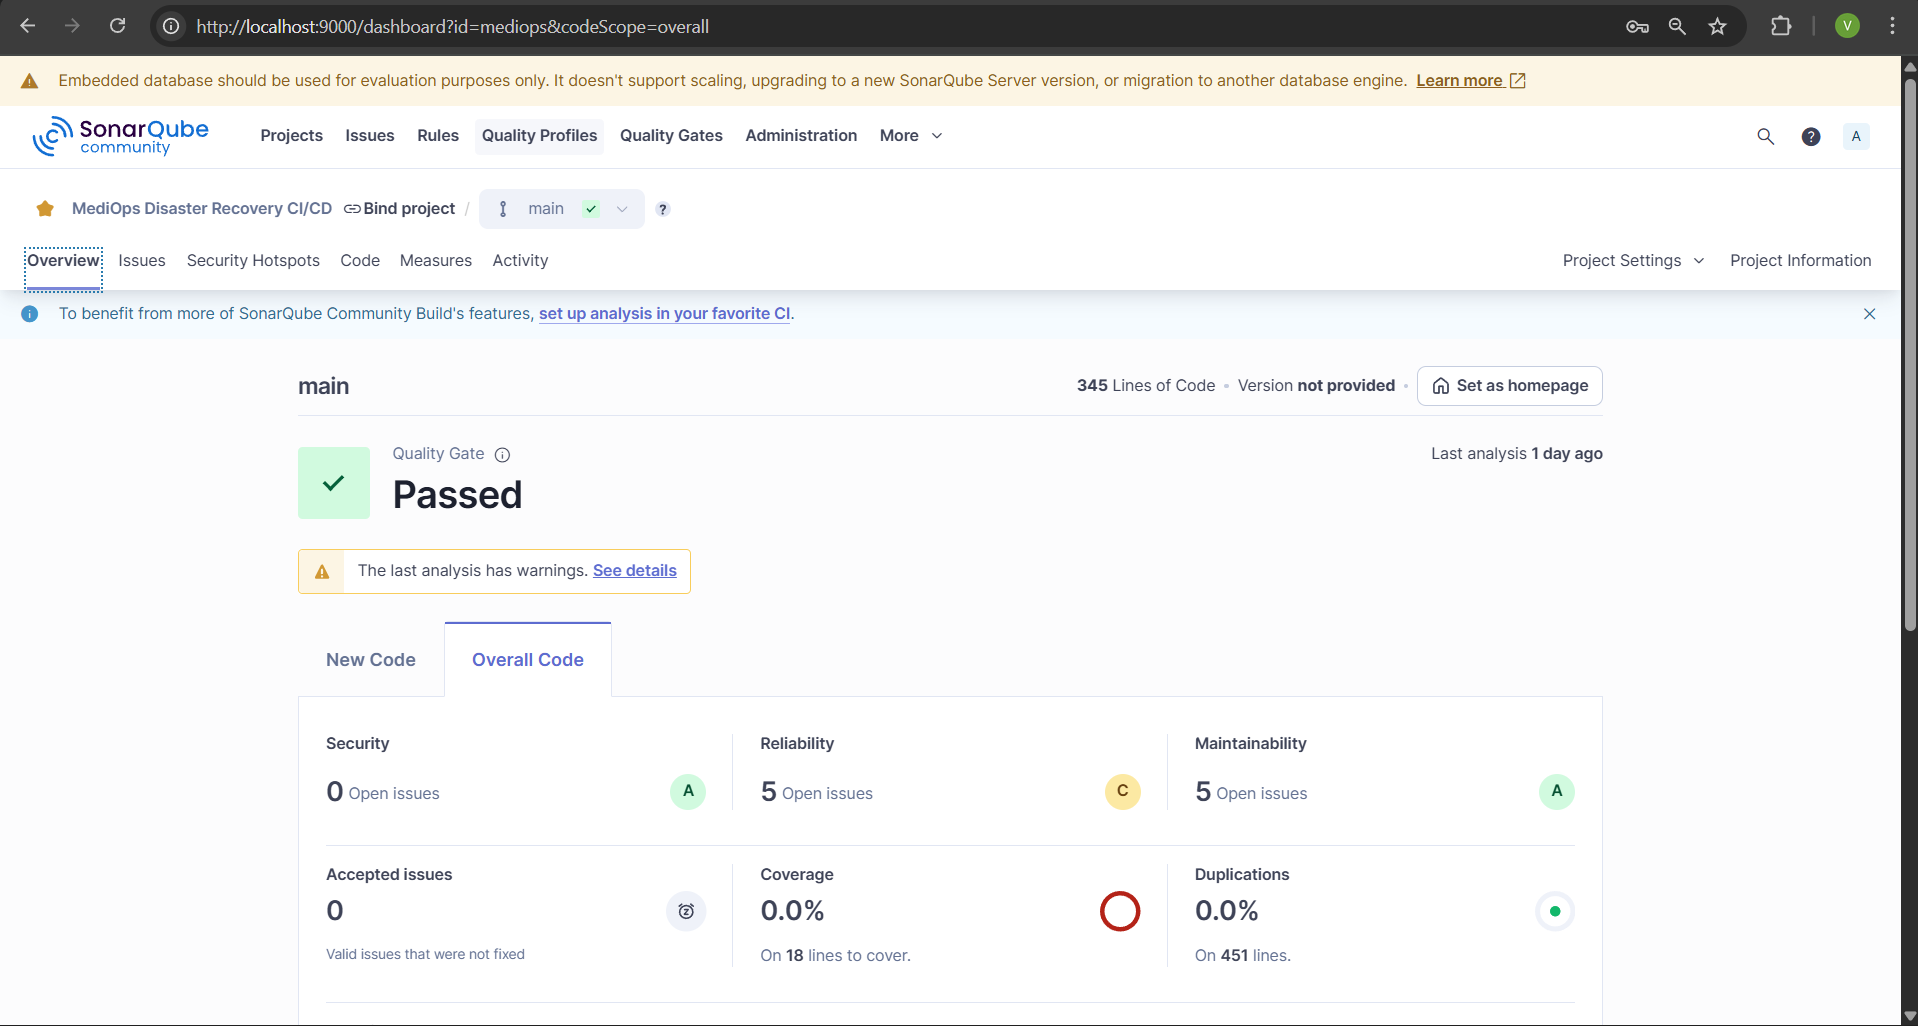 http://localhost:9000/dashboard?id=mediops&codeScope=overall
V
Embedded database should be used for evaluation purposes only. It doesn't support scaling, upgrading to a new SonarQube Server version, or migration to another database engine. Learn more
SonarQube
community
Projects Issues Rules Quality Profiles Quality Gates Administration More
? A
MediOps Disaster Recovery CI/CD Bind project / main ?
Overview Issues Security Hotspots Code Measures Activity Project Settings Project Information
To benefit from more of SonarQube Community Build's features, set up analysis in your favorite CI.
main 345 Lines of Code • Version not provided • Set as homepage
Quality Gate Last analysis 1 day ago
Passed
The last analysis has warnings. See details
New Code Overall Code
Security Reliability Maintainability
0 Open issues A 5 Open issues C 5 Open issues A
Accepted issues Coverage Duplications
0 0.0% 0.0%
Valid issues that were not fixed On 18 lines to cover. On 451 lines.